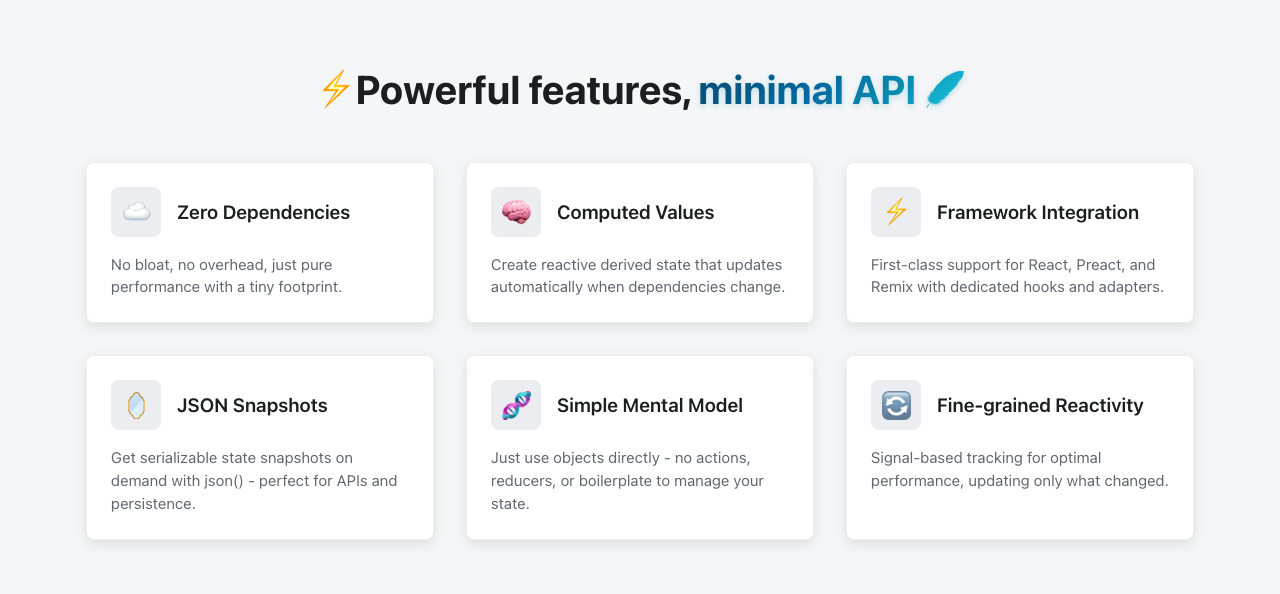 ⚡Powerful features, minimal API
Zero Dependencies
No bloat, no overhead, just pure
performance with a tiny footprint.
Computed Values
Create reactive derived state that updates
automatically when dependencies change.
Framework Integration
First-class support for React, Preact, and
Remix with dedicated hooks and adapters.
JSON Snapshots
Get serializable state snapshots on
demand with json() - perfect for APIs and
persistence.
Simple Mental Model
Just use objects directly - no actions,
reducers, or boilerplate to manage your
state.
Fine-grained Reactivity
Signal-based tracking for optimal
performance, updating only what changed.